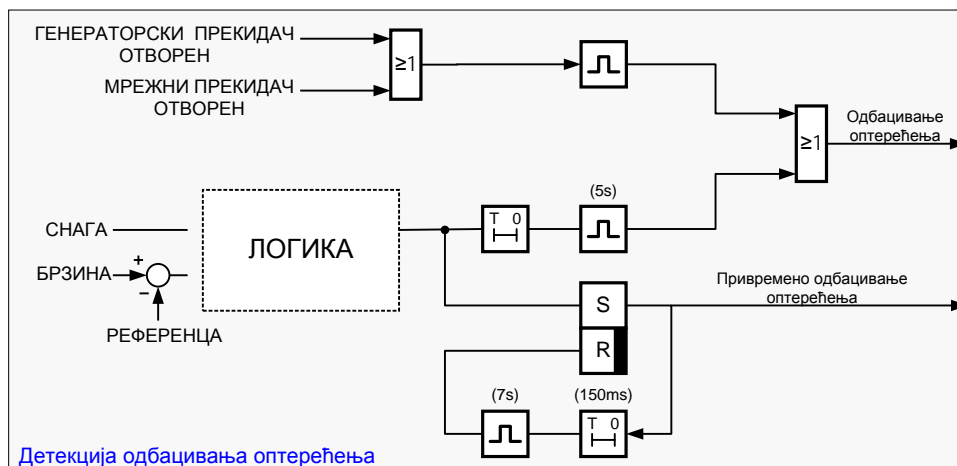 ГЕНЕРАТОРСКИ ПРЕКИДАЧ
ОТВОРЕН
≥1
МРЕЖНИ ПРЕКИДАЧ
ОТВОРЕН
Одбацивање
оптерећења
≥1
(5s)
T 0
СНАГА
ЛОГИКА
+
БРЗИНА
−
РЕФЕРЕНЦА
Привремено одбацивање
оптерећења
S
R
(7s)
(150ms)
T 0
Детекција одбацивања оптерећења